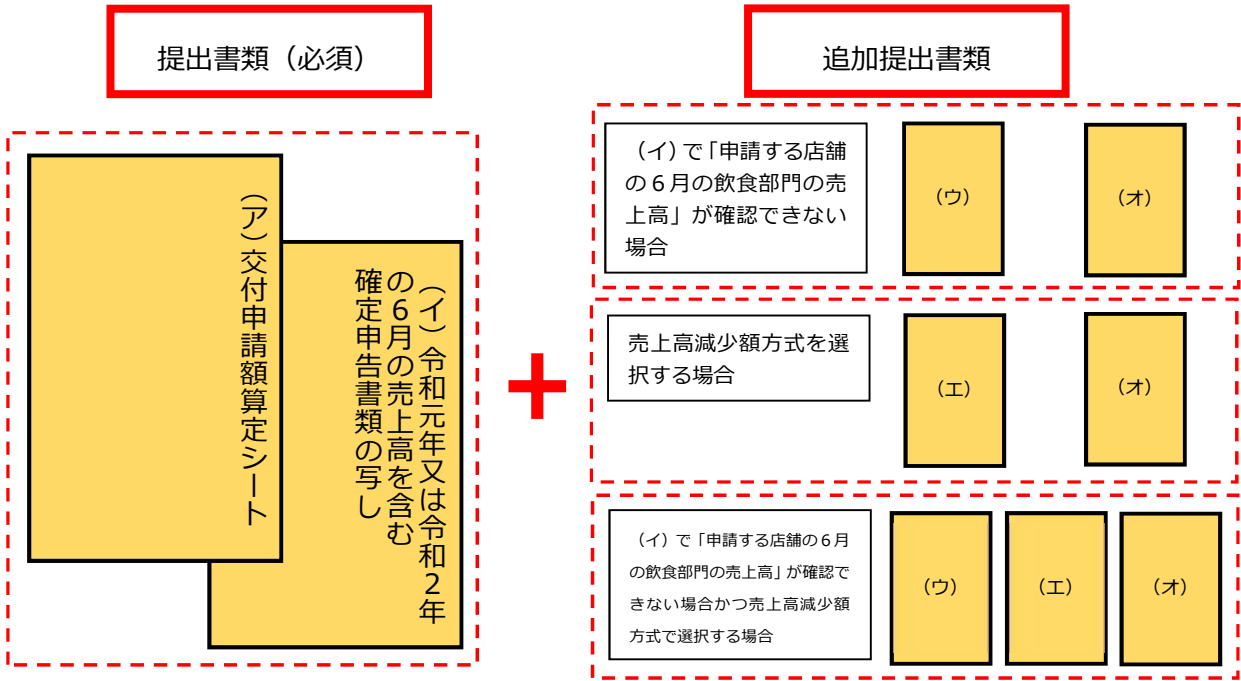 提出書類（必須）
（ア）交付申請額算定シート
（イ）令和元年又は令和２年
の６月の売上高を含む
確定申告書類の写し
追加提出書類
（イ）で「申請する店舗
の６月の飲食部門の売
上高」が確認できない
場合
（ウ）
（オ）
売上高減少額方式を選
択する場合
（エ）
（オ）
（イ）で「申請する店舗の６月
の飲食部門の売上高」が確認で
きない場合かつ売上高減少額
方式で選択する場合
（ウ）
（エ）
（オ）